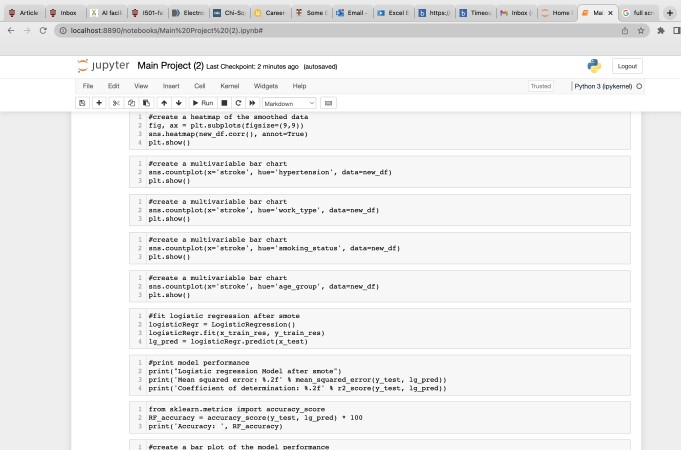 Article
Inbox
AI facil
I501-fa
Electro
Chi-Sq
Career
Some E
Email -
Excel E
https:/
Timeou
Inbox (
Home
Mai
full scr
localhost:8890/notebooks/Main%20Project%20(2).ipynb#
jupyter Main Project (2) Last Checkpoint: 2 minutes ago (autosaved)
Logout
File Edit View Insert Cell Kernel Widgets Help
Trusted
Python 3 (ipykernel)
Run
Markdown
1 #create a heatmap of the smoothed data
2 fig, ax = plt.subplots(figsize=(9,9))
3 sns.heatmap(new_df.corr(), annot=True)
4 plt.show()
1 #create a multivariable bar chart
2 sns.countplot(x='stroke', hue='hypertension', data=new_df)
3 plt.show()
1 #create a multivariable bar chart
2 sns.countplot(x='stroke', hue='work_type', data=new_df)
3 plt.show()
1 #create a multivariable bar chart
2 sns.countplot(x='stroke', hue='smoking_status', data=new_df)
3 plt.show()
1 #create a multivariable bar chart
2 sns.countplot(x='stroke', hue='age_group', data=new_df)
3 plt.show()
1 #fit logistic regression after smote
2 logisticRegr = LogisticRegression()
3 logisticRegr.fit(x_train_res, y_train_res)
4 lg_pred = logisticRegr.predict(x_test)
1 #print model performance
2 print("Logistic regression Model after smote")
3 print('Mean squared error: %.2f' % mean_squared_error(y_test, lg_pred))
4 print('Coefficient of determination: %.2f' % r2_score(y_test, lg_pred))
1 from sklearn.metrics import accuracy_score
2 RF_accuracy = accuracy_score(y_test, lg_pred) * 100
3 print('Accuracy: ', RF_accuracy)
1 #create a bar plot of the model performance